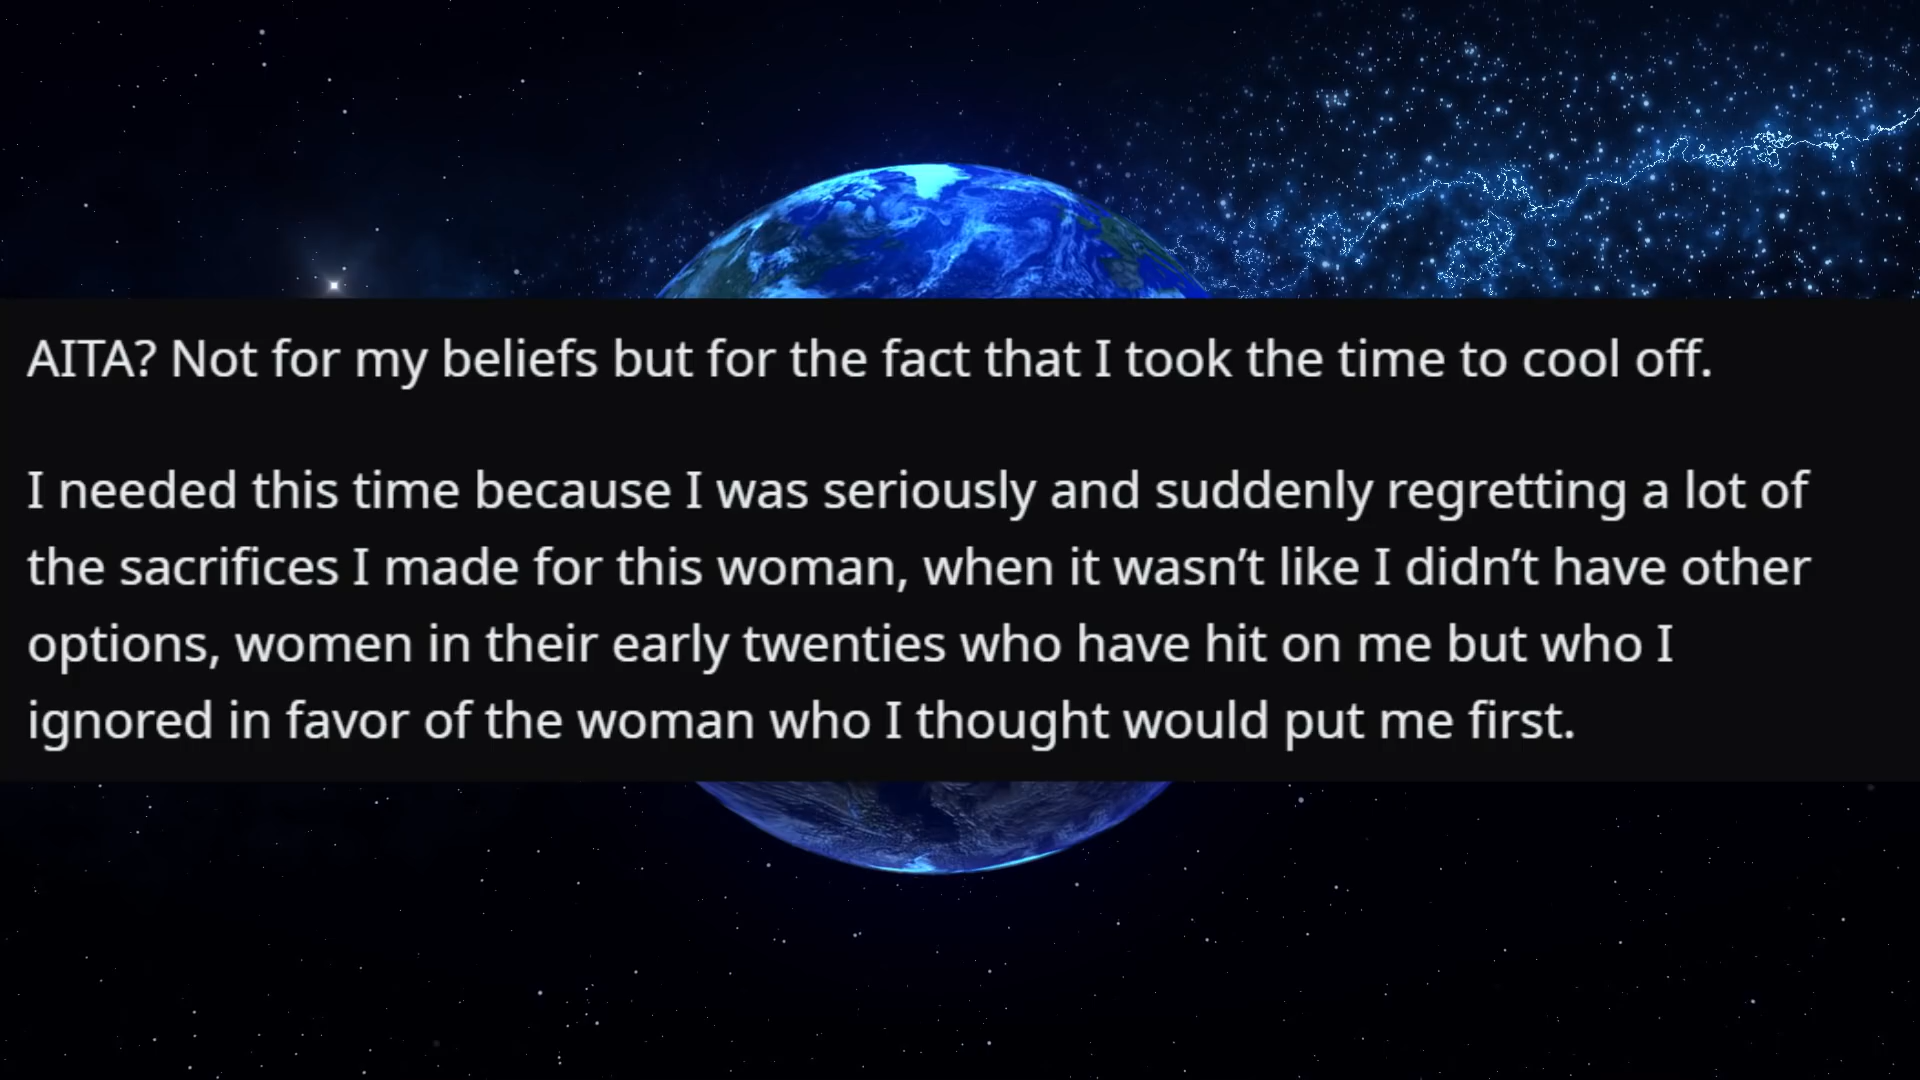 AITA? Not for my beliefs but for the fact that I took the time to cool off.
I needed this time because I was seriously and suddenly regretting a lot of
the sacrifices I made for this woman, when it wasn’t like I didn’t have other
options, women in their early twenties who have hit on me but who I
ignored in favor of the woman who I thought would put me first.